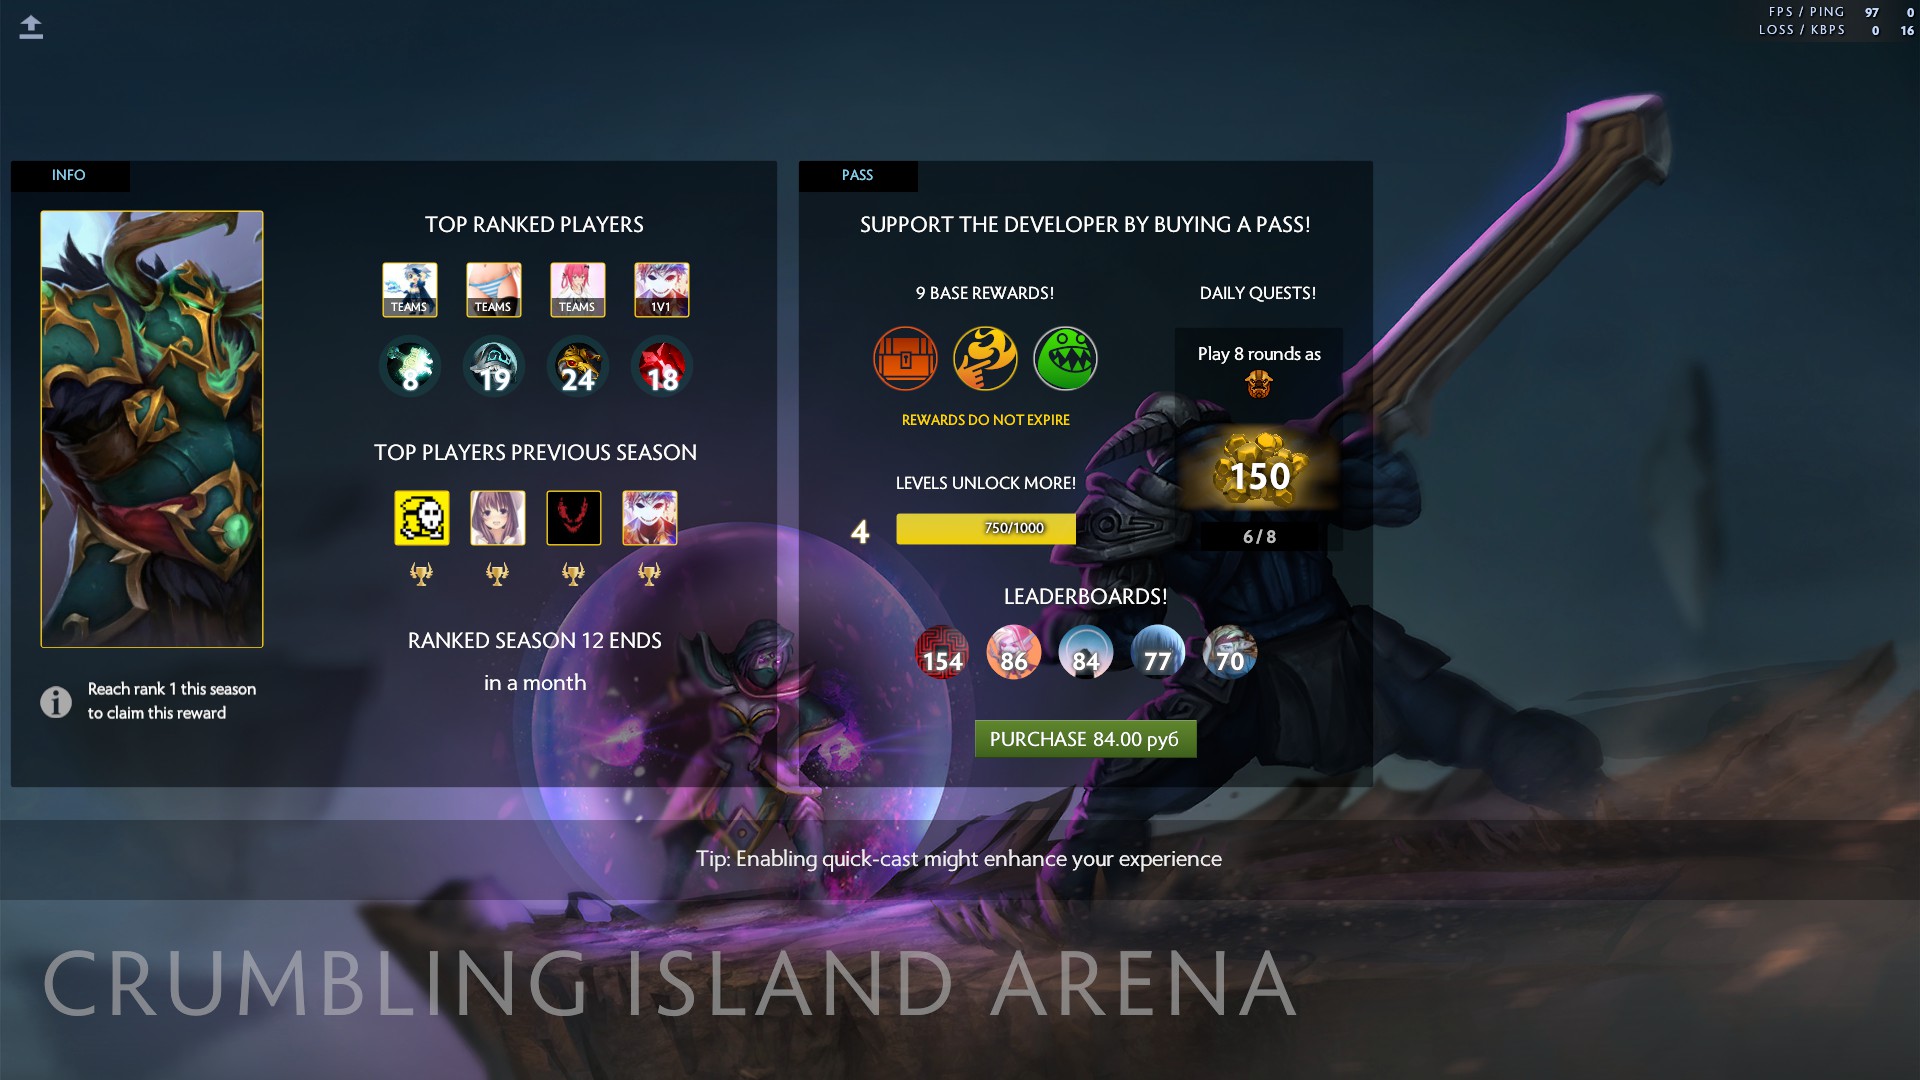 FPS / PING 97 0
LOSS / KBPS 0 16
INFO
TOP RANKED PLAYERS
TEAMS TEAMS TEAMS 1V1
8 19 24 18
TOP PLAYERS PREVIOUS SEASON
RANKED SEASON 12 ENDS
in a month
Reach rank 1 this season
to claim this reward
PASS
SUPPORT THE DEVELOPER BY BUYING A PASS!
9 BASE REWARDS!
REWARDS DO NOT EXPIRE
LEVELS UNLOCK MORE!
4 750/1000
DAILY QUESTS!
Play 8 rounds as
150
6/8
LEADERBOARDS!
154 86 84 77 70
PURCHASE 84.00 руб
Tip: Enabling quick-cast might enhance your experience
CRUMBLING ISLAND ARENA